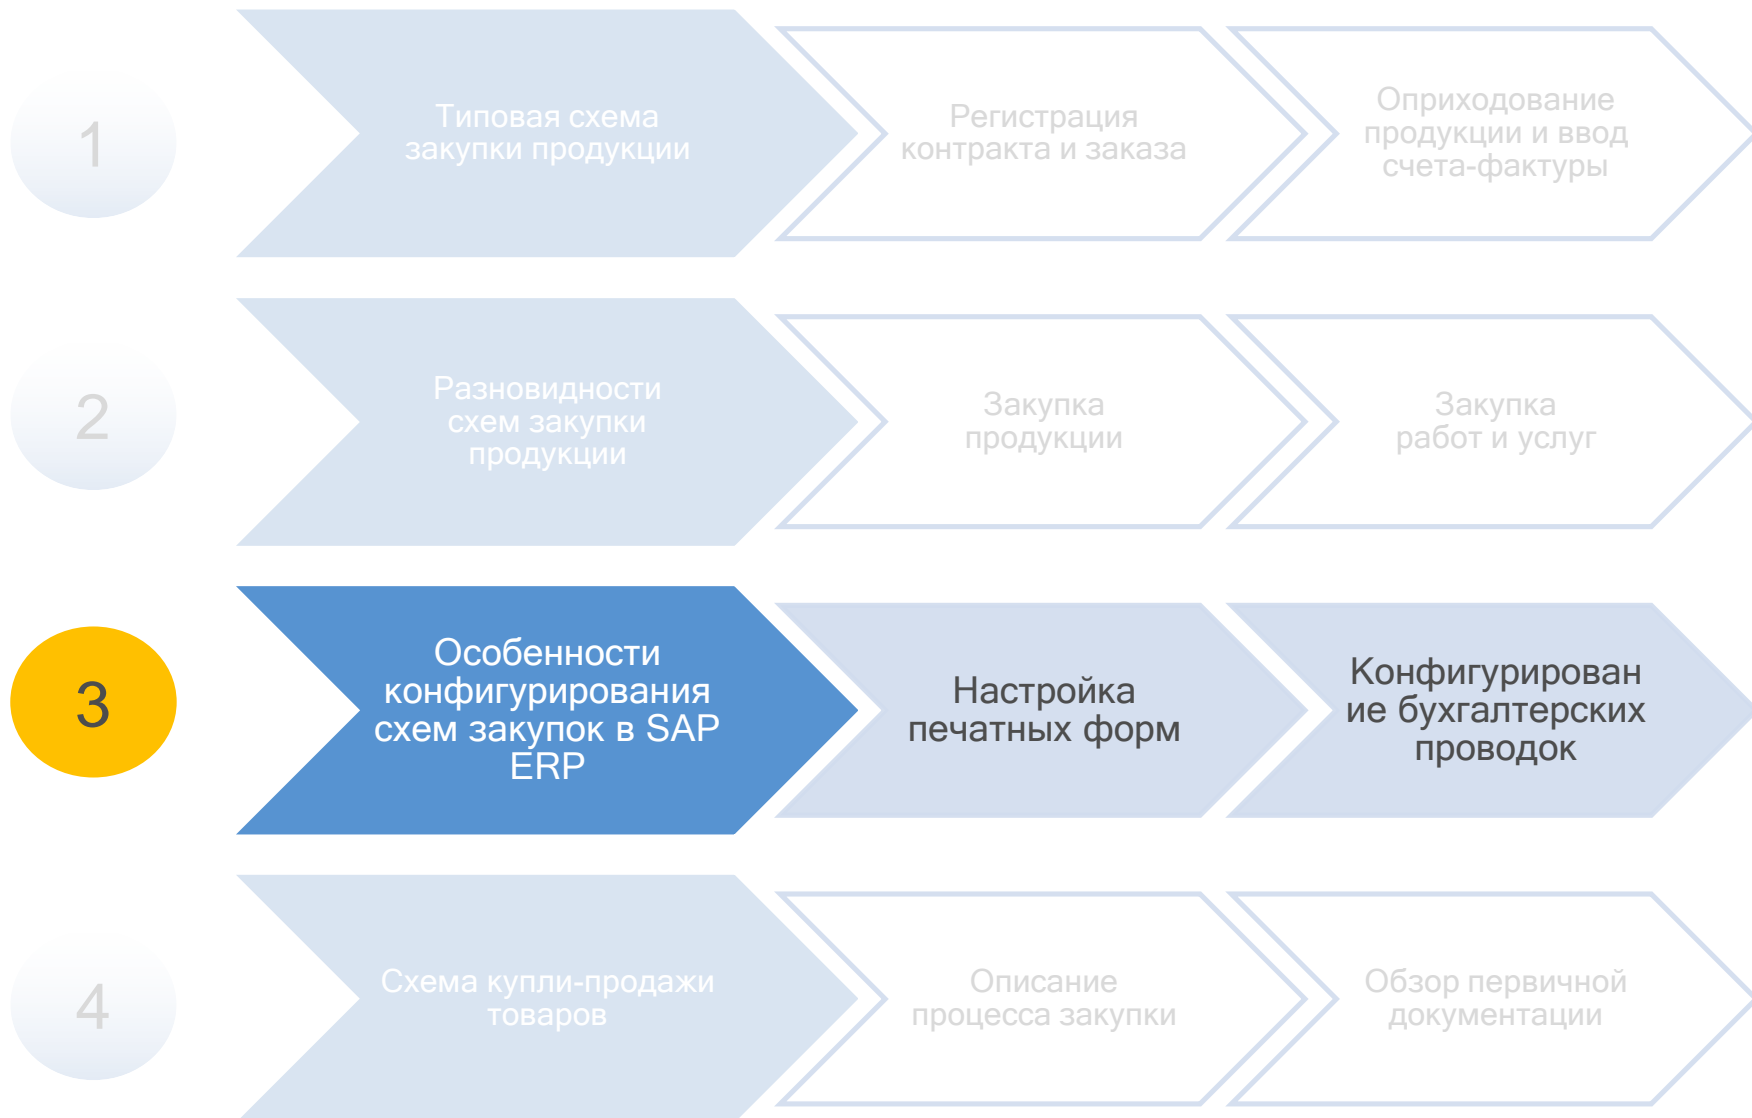 1
Типовая схема
закупки продукции
Регистрация
контракта и заказа
Оприходование
продукции и ввод
счета-фактуры
2
Разновидности
схем закупки
продукции
Закупка
продукции
Закупка
работ и услуг
3
Особенности
конфигурирования
схем закупок в SAP
ERP
Настройка
печатных форм
Конфигурирован
ие бухгалтерских
проводок
4
Схема купли-продажи
товаров
Описание
процесса закупки
Обзор первичной
документации